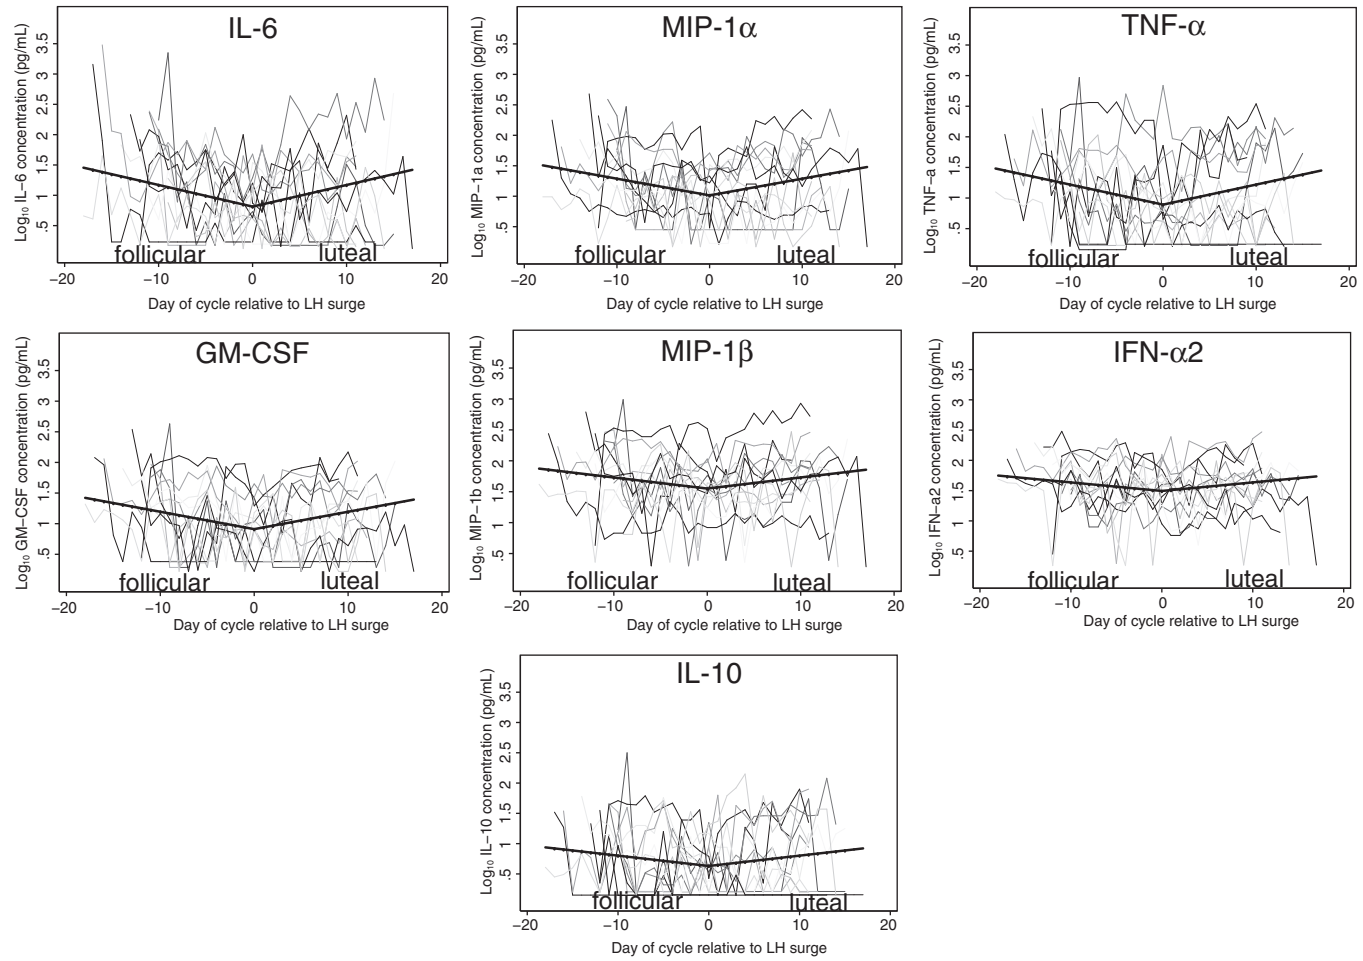 IL-6
Log₁₀ IL−6 concentration (pg/mL)
3.5
3
2.5
2
1.5
1
.5
follicular
luteal
−20
−10
0
10
20
Day of cycle relative to LH surge
MIP-1α
Log₁₀ MIP−1a concentration (pg/mL)
3.5
3
2.5
2
1.5
1
.5
follicular
luteal
−20
−10
0
10
20
Day of cycle relative to LH surge
TNF-α
Log₁₀ TNF−a concentration (pg/mL)
3.5
3
2.5
2
1.5
1
.5
follicular
luteal
−20
−10
0
10
20
Day of cycle relative to LH surge
GM-CSF
Log₁₀ GM−CSF concentration (pg/mL)
3.5
3
2.5
2
1.5
1
.5
follicular
luteal
−20
−10
0
10
20
Day of cycle relative to LH surge
MIP-1β
Log₁₀ MIP−1b concentration (pg/mL)
3.5
3
2.5
2
1.5
1
.5
follicular
luteal
−20
−10
0
10
20
Day of cycle relative to LH surge
IFN-α2
Log₁₀ IFN−a2 concentration (pg/mL)
3.5
3
2.5
2
1.5
1
.5
follicular
luteal
−20
−10
0
10
20
Day of cycle relative to LH surge
IL-10
Log₁₀ IL−10 concentration (pg/mL)
3.5
3
2.5
2
1.5
1
.5
follicular
luteal
−20
−10
0
10
20
Day of cycle relative to LH surge